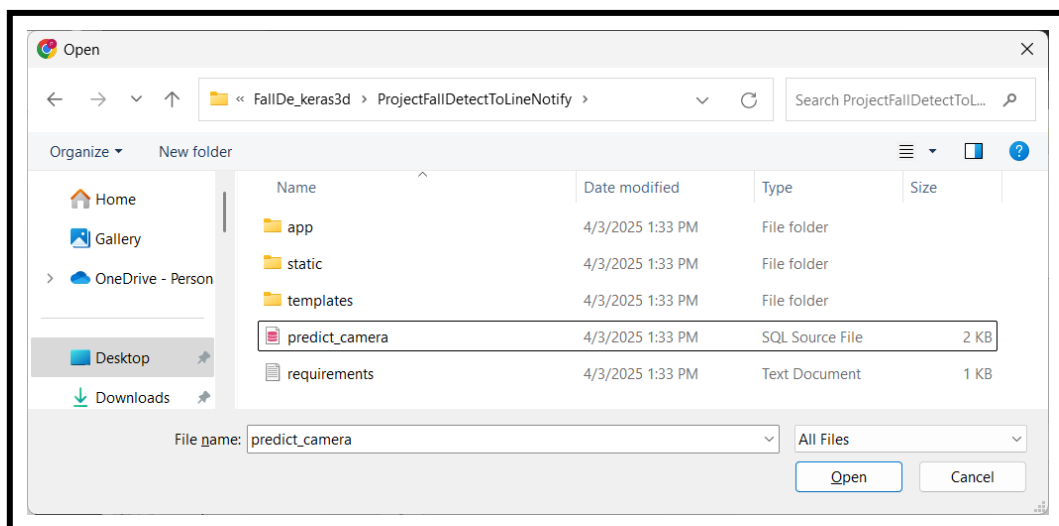 Open
« FallDe_keras3d > ProjectFallDetectToLineNotify >
Search ProjectFallDetectToL...
Organize New folder
Home
Gallery
OneDrive - Person
Desktop
Downloads
Name Date modified Type Size
app 4/3/2025 1:33 PM File folder
static 4/3/2025 1:33 PM File folder
templates 4/3/2025 1:33 PM File folder
predict_camera 4/3/2025 1:33 PM SQL Source File 2 KB
requirements 4/3/2025 1:33 PM Text Document 1 KB
File name: predict_camera All Files
Open Cancel